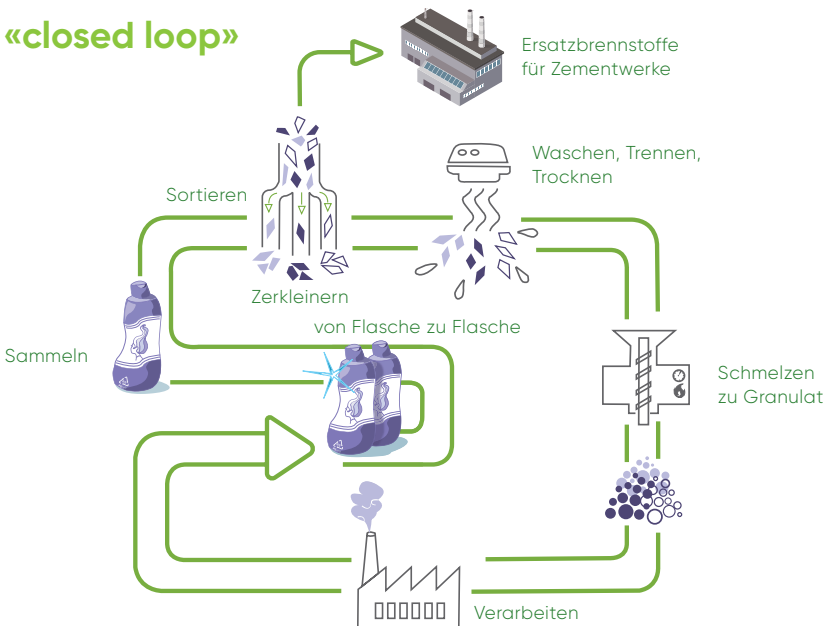 «closed loop»
Ersatzbrennstoffe
für Zementwerke
Waschen, Trennen,
Trocknen
Sortieren
Zerkleinern
von Flasche zu Flasche
Sammeln
Schmelzen
zu Granulat
Verarbeiten